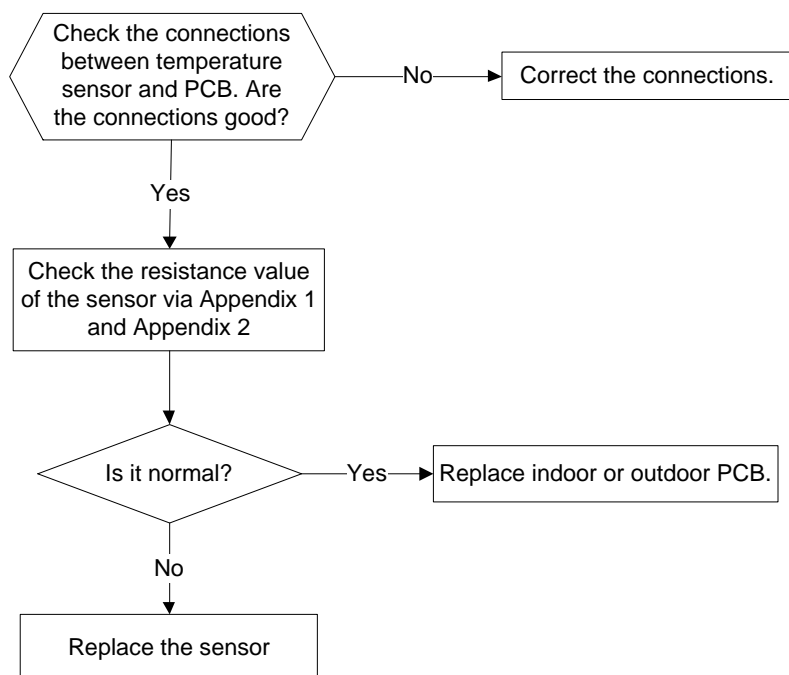 Check the connections
between temperature
sensor and PCB. Are
the connections good?
No
Correct the connections.
Yes
Check the resistance value
of the sensor via Appendix 1
and Appendix 2
Is it normal?
Yes
Replace indoor or outdoor PCB.
No
Replace the sensor